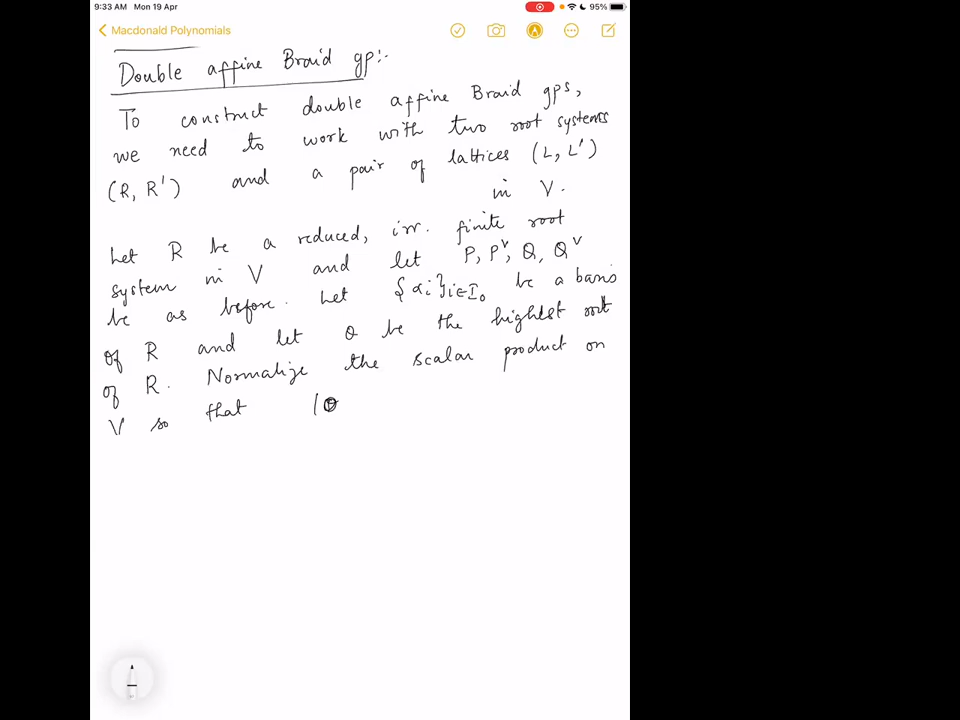 9:33 AM Mon 19 Apr
95%
Macdonald Polynomials
Double affine Braid gp:-
To construct double affine Braid gps,
we need to work with two root systems
(R, R') and a pair of lattices (L, L')
in V.
Let R be a reduced, irr. finite root
system in V and let P, P^∨, Q, Q^∨
be as before. Let {αi}i∈I₀ be a basis
of R and let θ be the highest root
of R. Normalize the scalar product on
V so that |θ